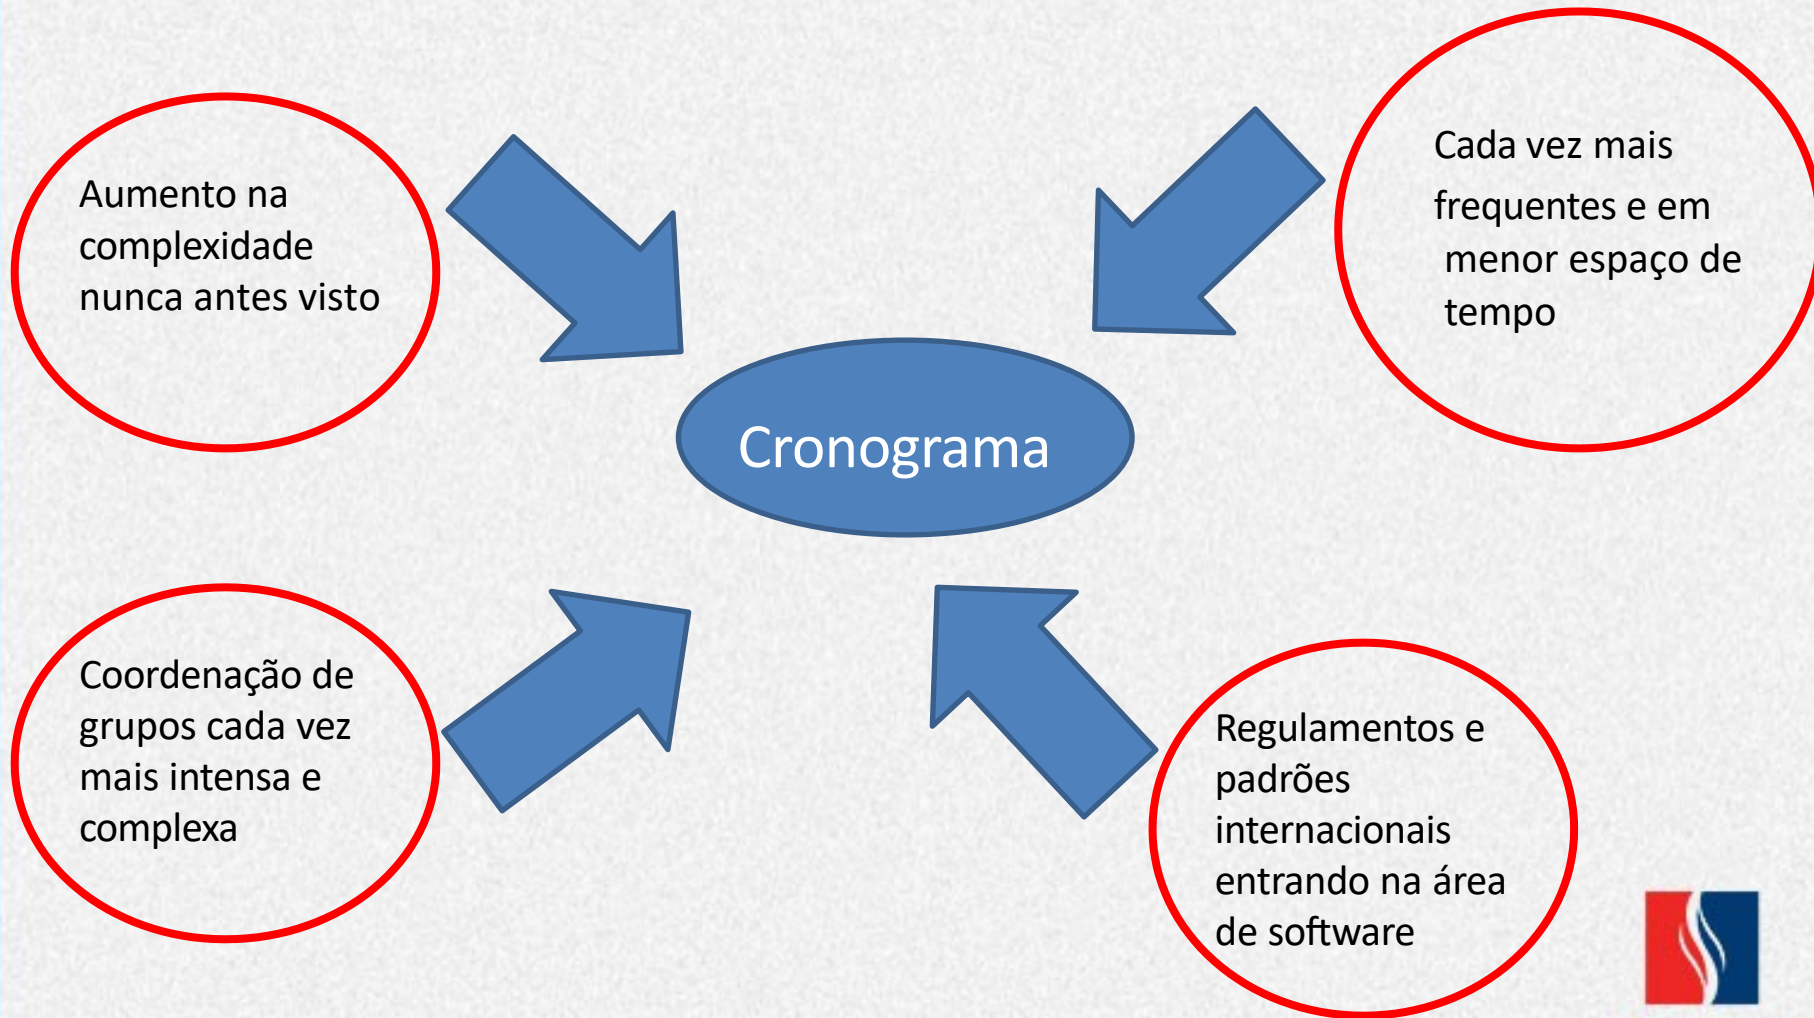 Aumento na
complexidade
nunca antes visto
Cada vez mais
frequentes e em
menor espaço de
tempo
Cronograma
Coordenação de
grupos cada vez
mais intensa e
complexa
Regulamentos e
padrões
internacionais
entrando na área
de software